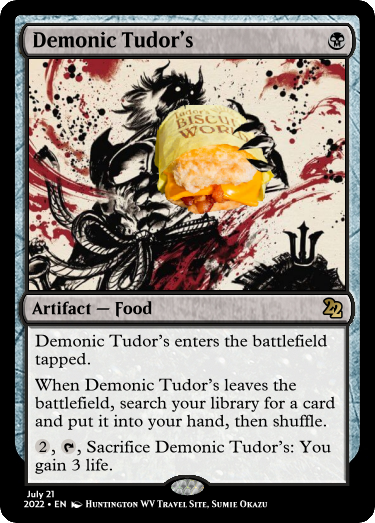 Demonic Tudor's
Tudor's
BISCUIT
WORL
Artifact — Food
22
Demonic Tudor's enters the battlefield
tapped.
When Demonic Tudor's leaves the
battlefield, search your library for a card
and put it into your hand, then shuffle.
2, , Sacrifice Demonic Tudor's: You
gain 3 life.
July 21
2022 • EN Huntington WV Travel Site, Sumie Okazu